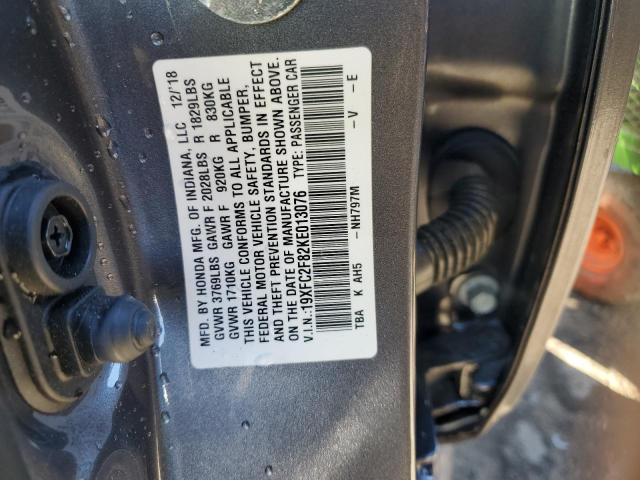 MFD. BY HONDA MFG. OF INDIANA, LLC 12/'18
GVWR 3769LBS GAWR F 2028LBS R 1829LBS
GVWR 1710KG GAWR F 920KG R 830KG
THIS VEHICLE CONFORMS TO ALL APPLICABLE
FEDERAL MOTOR VEHICLE SAFETY, BUMPER,
AND THEFT PREVENTION STANDARDS IN EFFECT
ON THE DATE OF MANUFACTURE SHOWN ABOVE.
V.I.N.: 19XFC2F82KE013076 TYPE: PASSENGER CAR
TBA K AH5 -NH797M -V -E